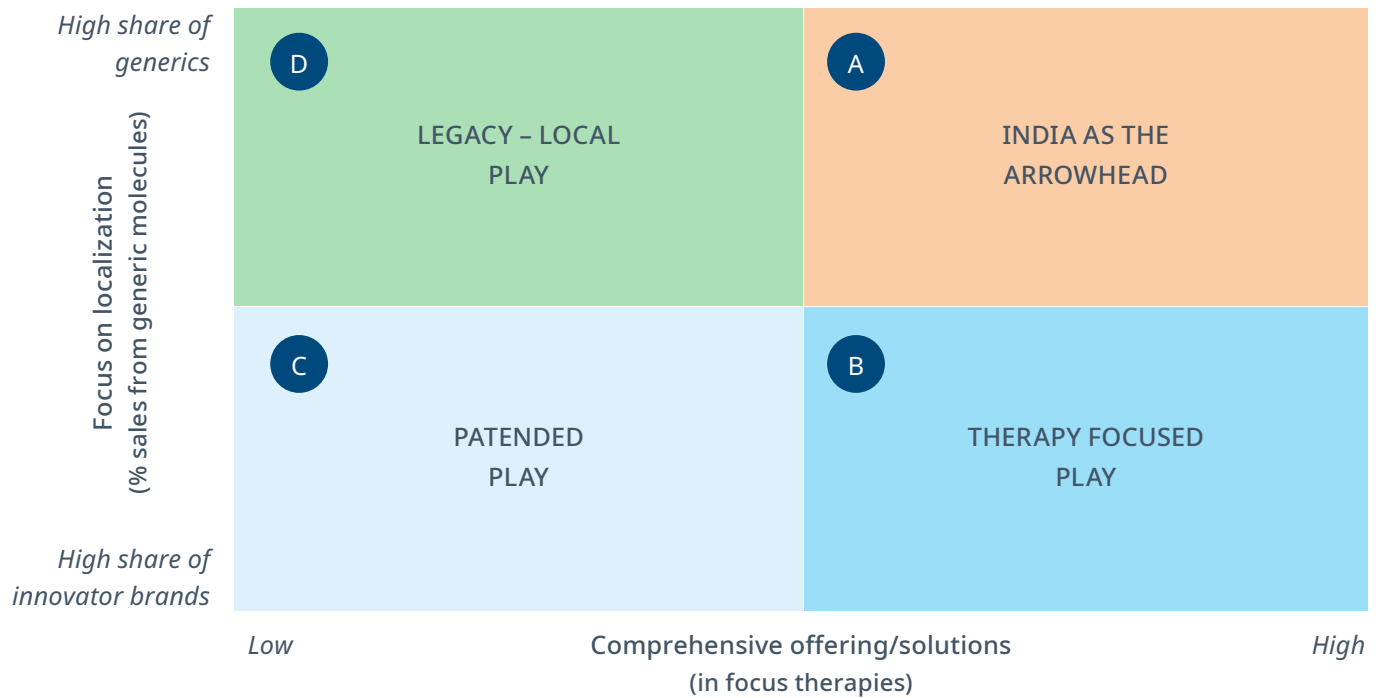 High share of
generics
Focus on localization
(% sales from generic molecules)
High share of
innovator brands
D
LEGACY – LOCAL
PLAY
A
INDIA AS THE
ARROWHEAD
C
PATENDED
PLAY
B
THERAPY FOCUSED
PLAY
Low
Comprehensive offering/solutions
(in focus therapies)
High